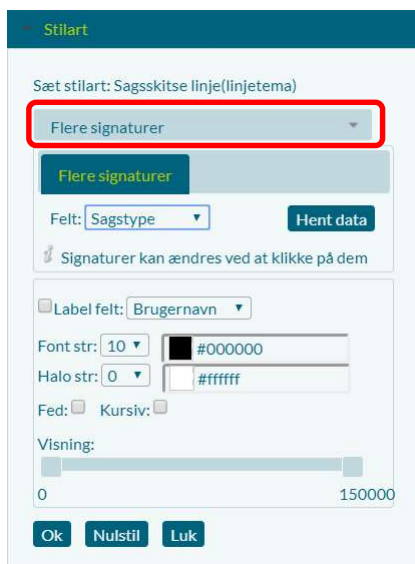 Stilart
Sæt stilart: Sagsskitse linje(linjetema)
Flere signaturer
Flere signaturer
Felt: Sagstype Hent data
Signaturer kan ændres ved at klikke på dem
Label felt: Brugernavn
Font str: 10 #000000
Halo str: 0 #ffffff
Fed: Kursiv:
Visning:
0 150000
Ok Nulstil Luk